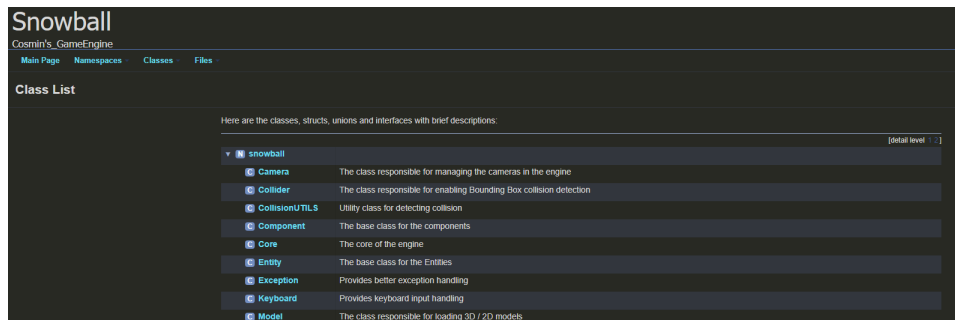 Snowball
Cosmin's_GameEngine
Main Page Namespaces Classes Files
Class List
Here are the classes, structs, unions and interfaces with brief descriptions:
[detail level 1 2]
N snowball
C Camera The class responsible for managing the cameras in the engine
C Collider The class responsible for enabling Bounding Box collision detection
C CollisionUTILS Utility class for detecting collision
C Component The base class for the components
C Core The core of the engine
C Entity The base class for the Entities
C Exception Provides better exception handling
C Keyboard Provides keyboard input handling
C Model The class responsible for loading 3D / 2D models